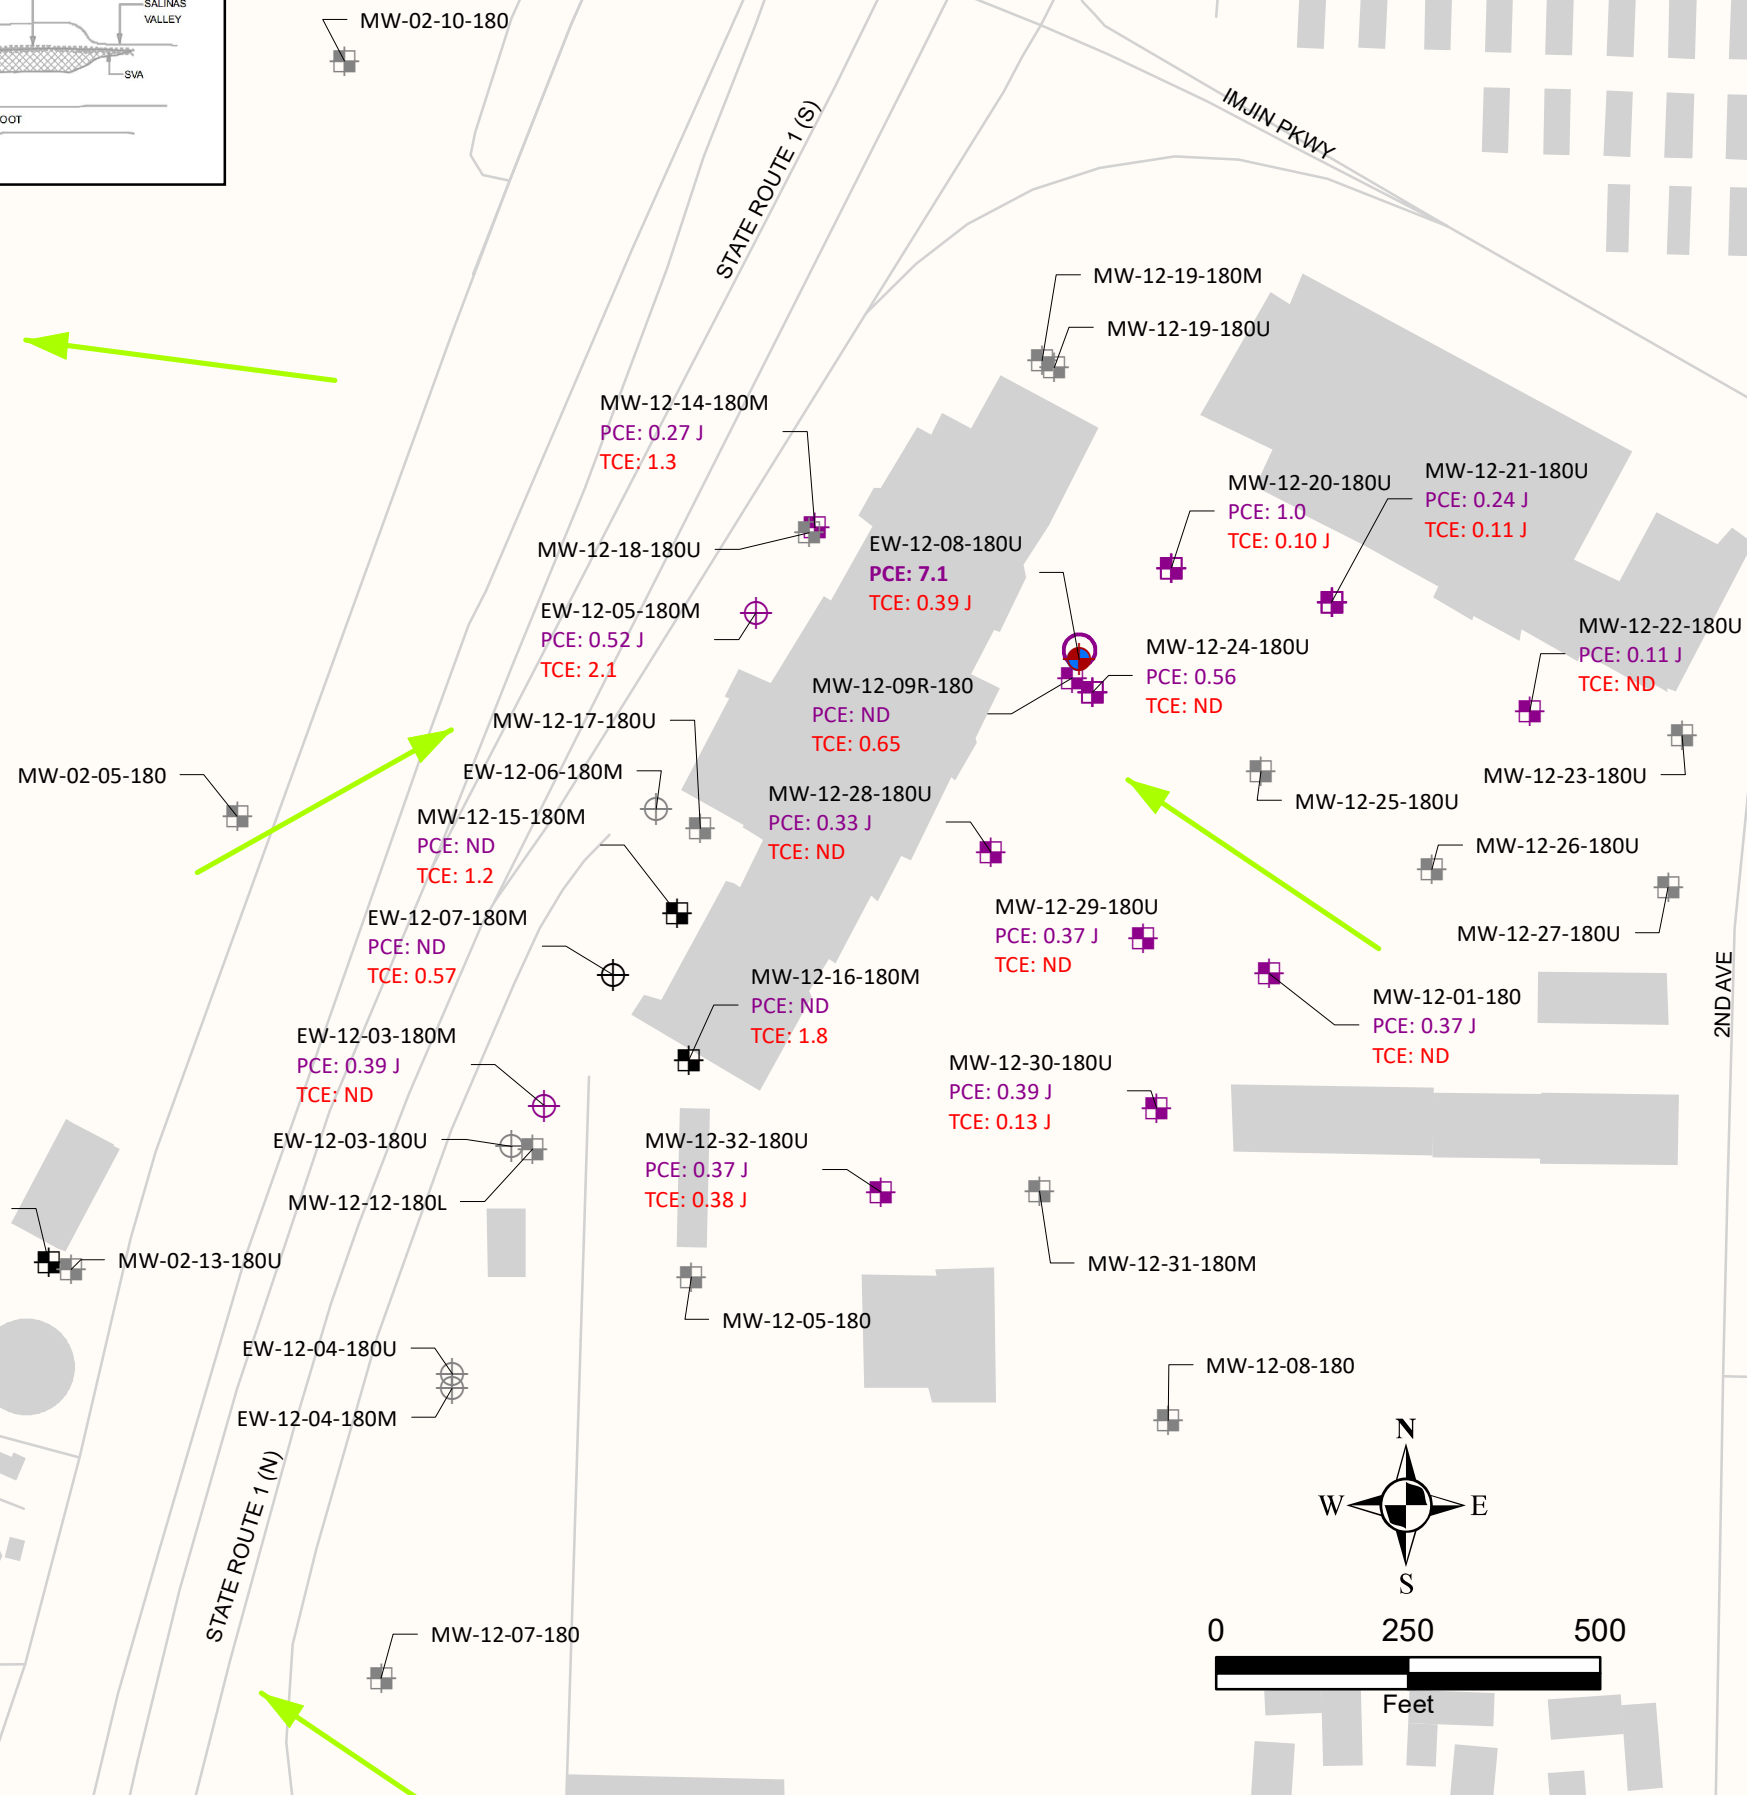 SALINAS
VALLEY
SVA
OOT
MW-02-10-180
STATE ROUTE 1 (S)
IMJIN PKWY
MW-12-19-180M
MW-12-19-180U
MW-12-14-180M
PCE: 0.27 J
TCE: 1.3
MW-12-18-180U
MW-12-20-180U
PCE: 1.0
TCE: 0.10 J
MW-12-21-180U
PCE: 0.24 J
TCE: 0.11 J
EW-12-08-180U
PCE: 7.1
TCE: 0.39 J
EW-12-05-180M
PCE: 0.52 J
TCE: 2.1
MW-12-24-180U
PCE: 0.56
TCE: ND
MW-12-22-180U
PCE: 0.11 J
TCE: ND
MW-12-09R-180
PCE: ND
TCE: 0.65
MW-12-17-180U
EW-12-06-180M
MW-02-05-180
MW-12-23-180U
MW-12-25-180U
MW-12-28-180U
PCE: 0.33 J
TCE: ND
MW-12-15-180M
PCE: ND
TCE: 1.2
MW-12-26-180U
MW-12-27-180U
EW-12-07-180M
PCE: ND
TCE: 0.57
MW-12-29-180U
PCE: 0.37 J
TCE: ND
MW-12-16-180M
PCE: ND
TCE: 1.8
MW-12-01-180
PCE: 0.37 J
TCE: ND
2ND AVE
EW-12-03-180M
PCE: 0.39 J
TCE: ND
MW-12-30-180U
PCE: 0.39 J
TCE: 0.13 J
EW-12-03-180U
MW-12-32-180U
PCE: 0.37 J
TCE: 0.38 J
MW-12-12-180L
MW-02-13-180U
MW-12-31-180M
MW-12-05-180
EW-12-04-180U
EW-12-04-180M
MW-12-08-180
STATE ROUTE 1 (N)
MW-12-07-180
N
W
E
S
0
250
500
Feet